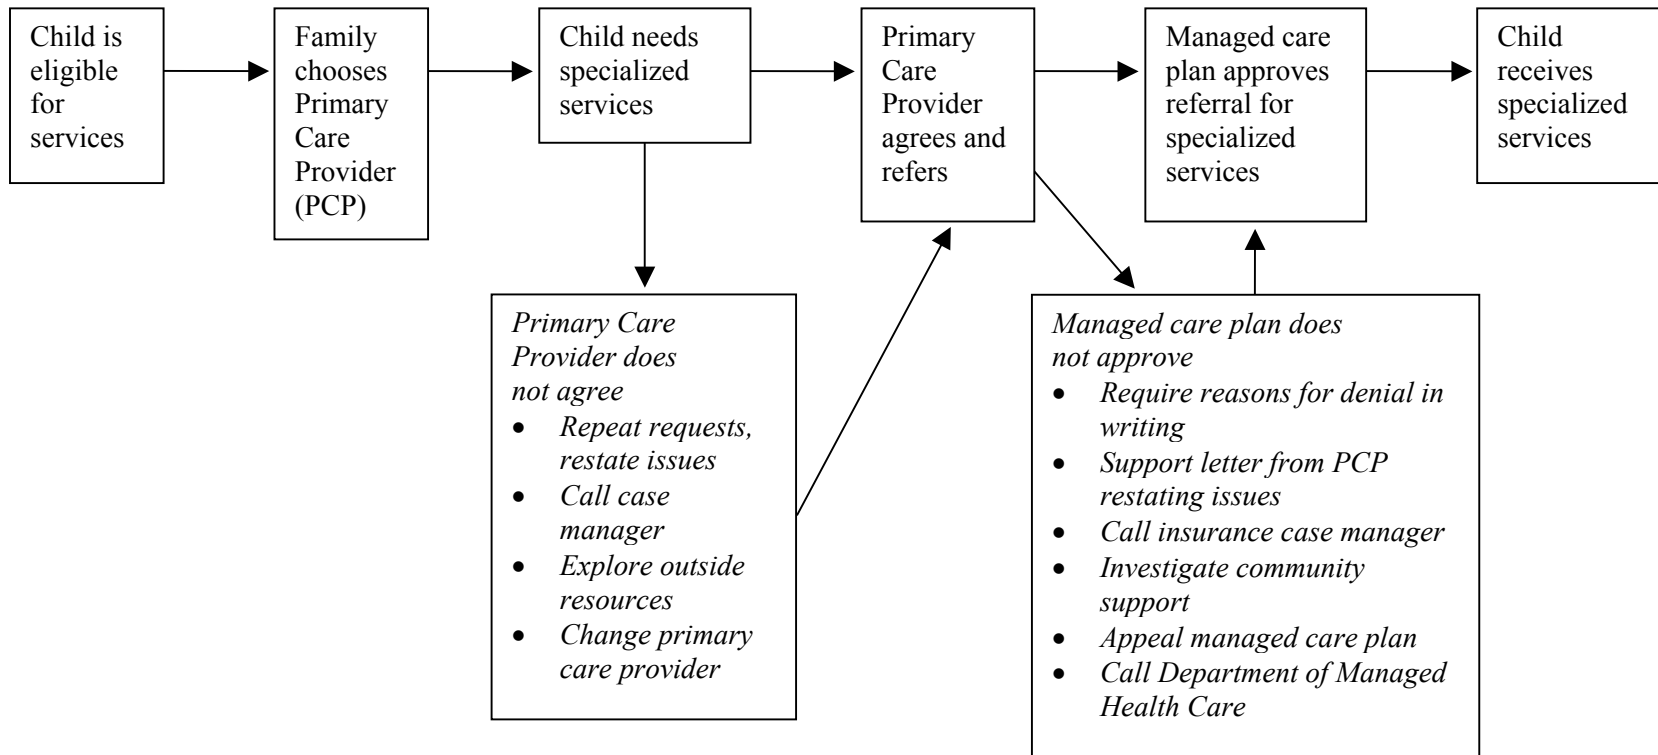 Child is
eligible
for
services
Family
chooses
Primary
Care
Provider
(PCP)
Child needs
specialized
services
Primary
Care
Provider
agrees and
refers
Managed care
plan approves
referral for
specialized
services
Child
receives
specialized
services
Primary Care
Provider does
not agree
• Repeat requests,
restate issues
• Call case
manager
• Explore outside
resources
• Change primary
care provider
Managed care plan does
not approve
• Require reasons for denial in
writing
• Support letter from PCP
restating issues
• Call insurance case manager
• Investigate community
support
• Appeal managed care plan
• Call Department of Managed
Health Care